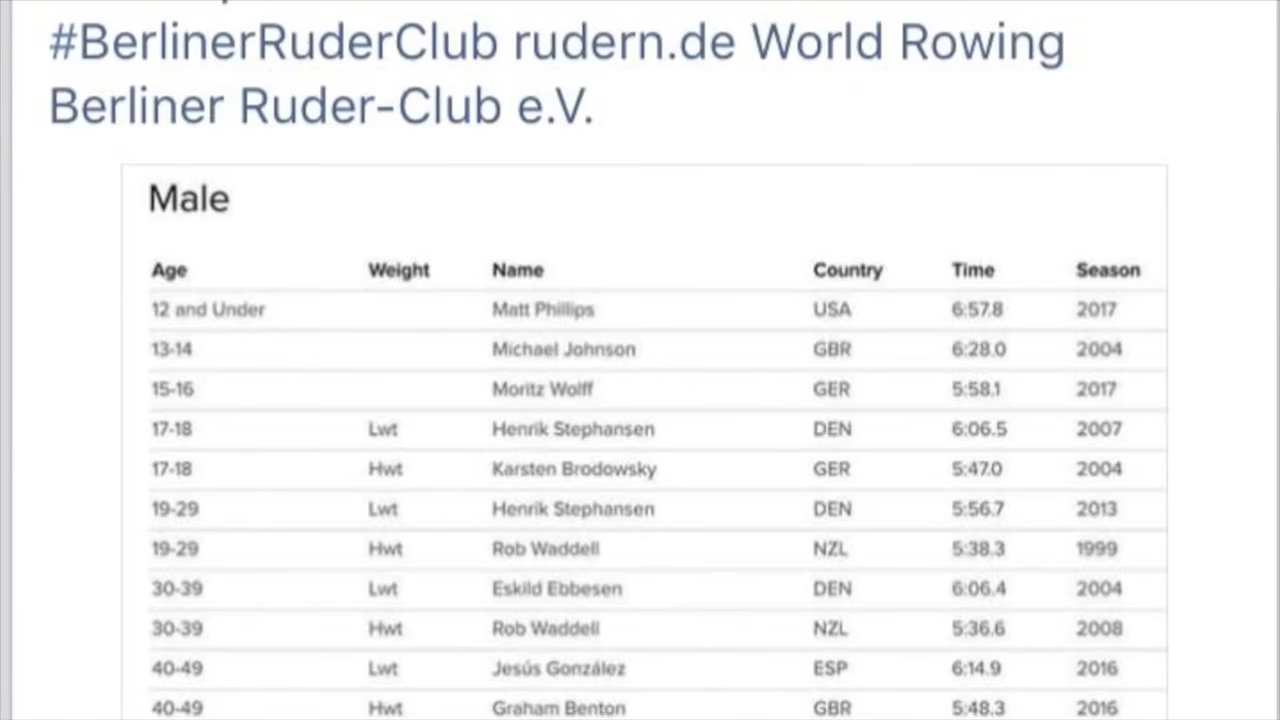 #BerlinerRuderClub rudern.de World Rowing
Berliner Ruder-Club e.V.
Male
Age Weight Name Country Time Season
12 and Under Matt Phillips USA 6:57.8 2017
13-14 Michael Johnson GBR 6:28.0 2004
15-16 Moritz Wolff GER 5:58.1 2017
17-18 Lwt Henrik Stephansen DEN 6:06.5 2007
17-18 Hwt Karsten Brodowsky GER 5:47.0 2004
19-29 Lwt Henrik Stephansen DEN 5:56.7 2013
19-29 Hwt Rob Waddell NZL 5:38.3 1999
30-39 Lwt Eskild Ebbesen DEN 6:06.4 2004
30-39 Hwt Rob Waddell NZL 5:36.6 2008
40-49 Lwt Jesús González ESP 6:14.9 2016
40-49 Hwt Graham Benton GBR 5:48.3 2016